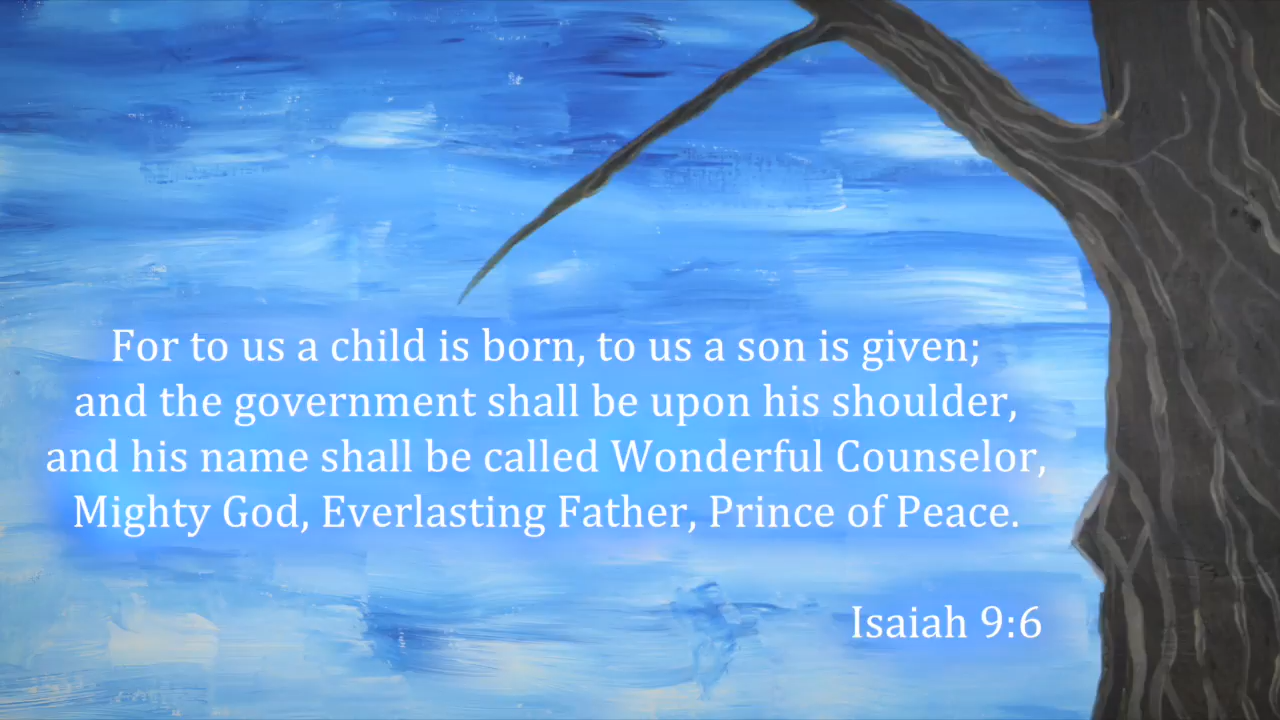 For to us a child is born, to us a son is given;
and the government shall be upon his shoulder,
and his name shall be called Wonderful Counselor,
Mighty God, Everlasting Father, Prince of Peace.
Isaiah 9:6